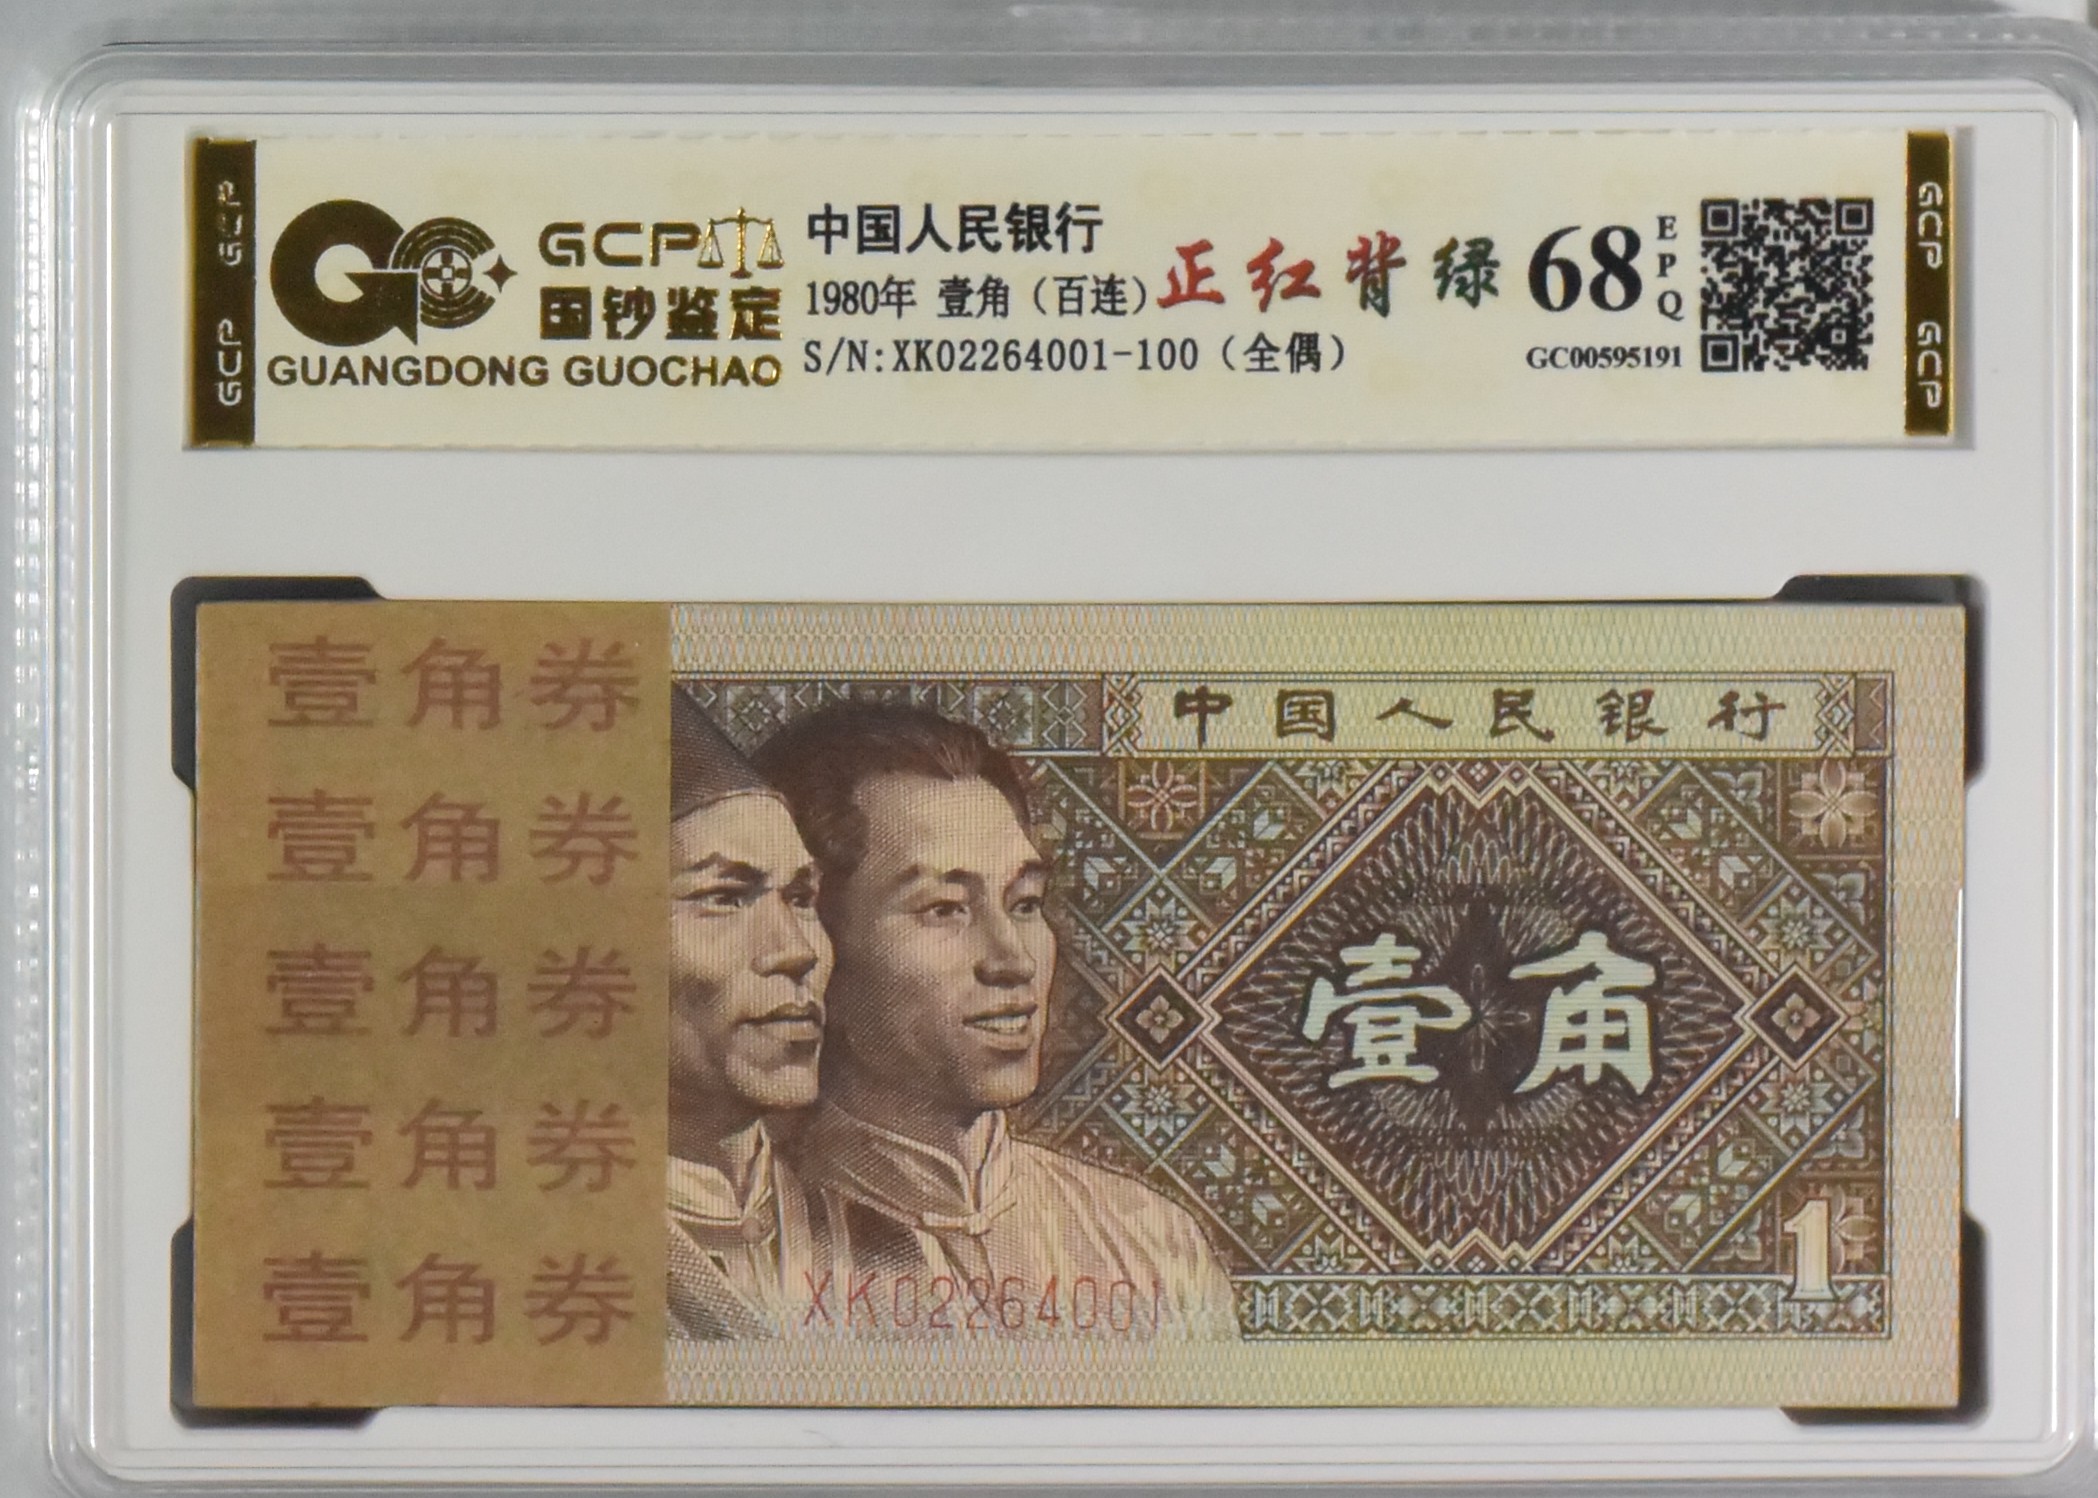 GCP
GCP
GCP
国钞鉴定
GUANGDONG GUOCHAO
中国人民银行
1980年 壹角（百连）
正红背绿
S/N:XK02264001-100（全偶）
68
EPQ
GC00595191
GCP
GCP
壹角券
壹角券
壹角券
壹角券
壹角券
中国人民银行
壹角
1
XK02264001